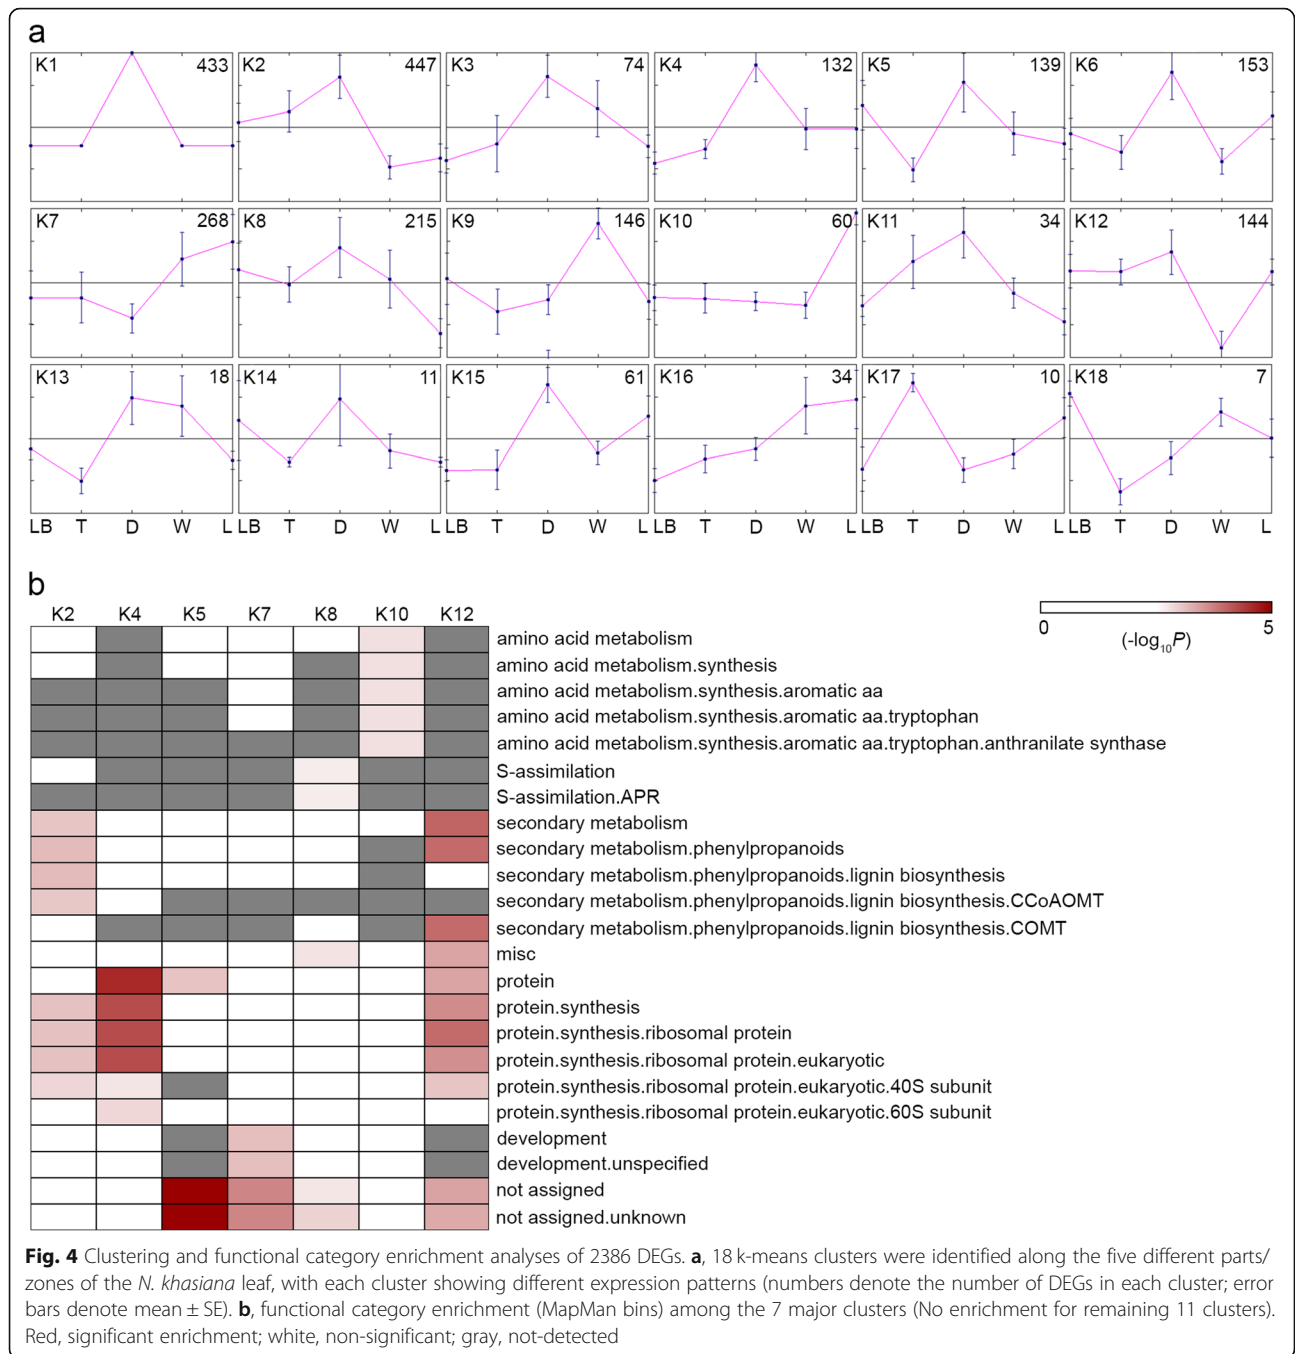 a
K1 433 K2 447 K3 74 K4 132 K5 139 K6 153
K7 268 K8 215 K9 146 K10 60 K11 34 K12 144
K13 18 K14 11 K15 61 K16 34 K17 10 K18 7
LB T D W L LB T D W L LB T D W L LB T D W L LB T D W L LB T D W L
b
K2 K4 K5 K7 K8 K10 K12
0 5
(-log10P)
amino acid metabolism
amino acid metabolism.synthesis
amino acid metabolism.synthesis.aromatic aa
amino acid metabolism.synthesis.aromatic aa.tryptophan
amino acid metabolism.synthesis.aromatic aa.tryptophan.anthranilate synthase
S-assimilation
S-assimilation.APR
secondary metabolism
secondary metabolism.phenylpropanoids
secondary metabolism.phenylpropanoids.lignin biosynthesis
secondary metabolism.phenylpropanoids.lignin biosynthesis.CCoAOMT
secondary metabolism.phenylpropanoids.lignin biosynthesis.COMT
misc
protein
protein.synthesis
protein.synthesis.ribosomal protein
protein.synthesis.ribosomal protein.eukaryotic
protein.synthesis.ribosomal protein.eukaryotic.40S subunit
protein.synthesis.ribosomal protein.eukaryotic.60S subunit
development
development.unspecified
not assigned
not assigned.unknown
Fig. 4 Clustering and functional category enrichment analyses of 2386 DEGs. a, 18 k-means clusters were identified along the five different parts/
zones of the N. khasiana leaf, with each cluster showing different expression patterns (numbers denote the number of DEGs in each cluster; error
bars denote mean ± SE). b, functional category enrichment (MapMan bins) among the 7 major clusters (No enrichment for remaining 11 clusters).
Red, significant enrichment; white, non-significant; gray, not-detected